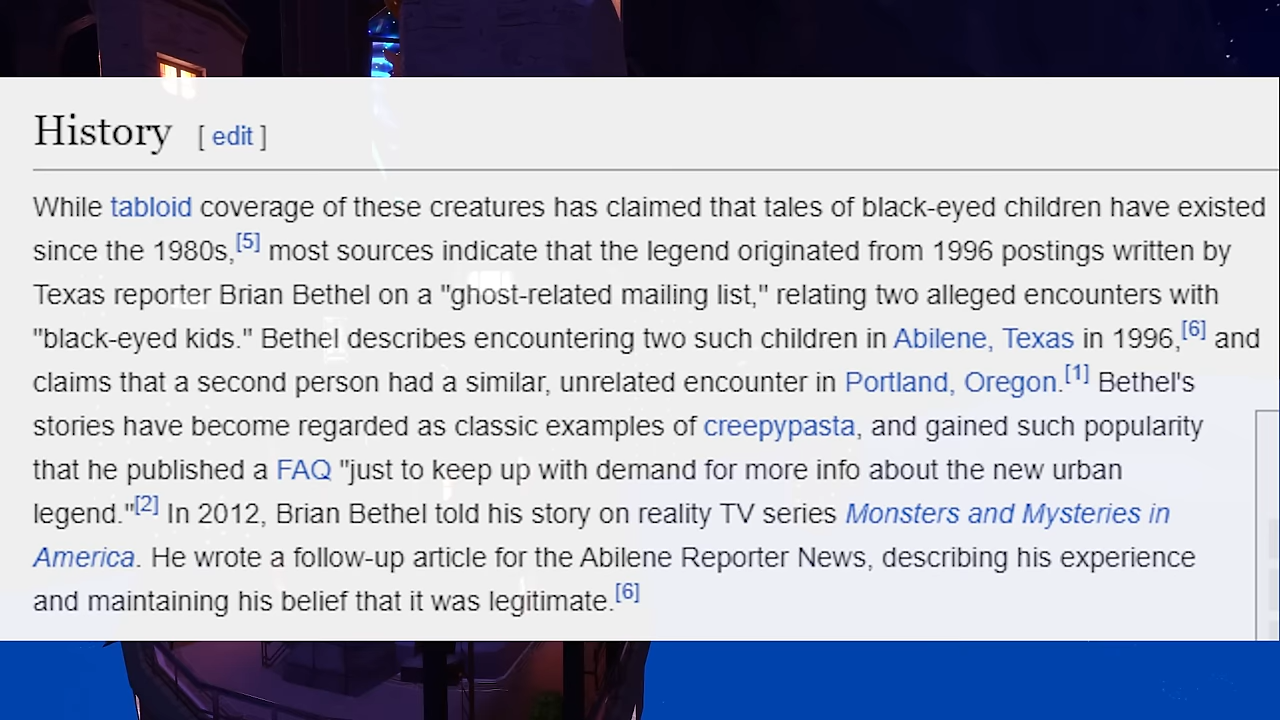 History [ edit ]
While tabloid coverage of these creatures has claimed that tales of black-eyed children have existed
since the 1980s,[5] most sources indicate that the legend originated from 1996 postings written by
Texas reporter Brian Bethel on a "ghost-related mailing list," relating two alleged encounters with
"black-eyed kids." Bethel describes encountering two such children in Abilene, Texas in 1996,[6] and
claims that a second person had a similar, unrelated encounter in Portland, Oregon.[1] Bethel's
stories have become regarded as classic examples of creepypasta, and gained such popularity
that he published a FAQ "just to keep up with demand for more info about the new urban
legend."[2] In 2012, Brian Bethel told his story on reality TV series Monsters and Mysteries in
America. He wrote a follow-up article for the Abilene Reporter News, describing his experience
and maintaining his belief that it was legitimate.[6]